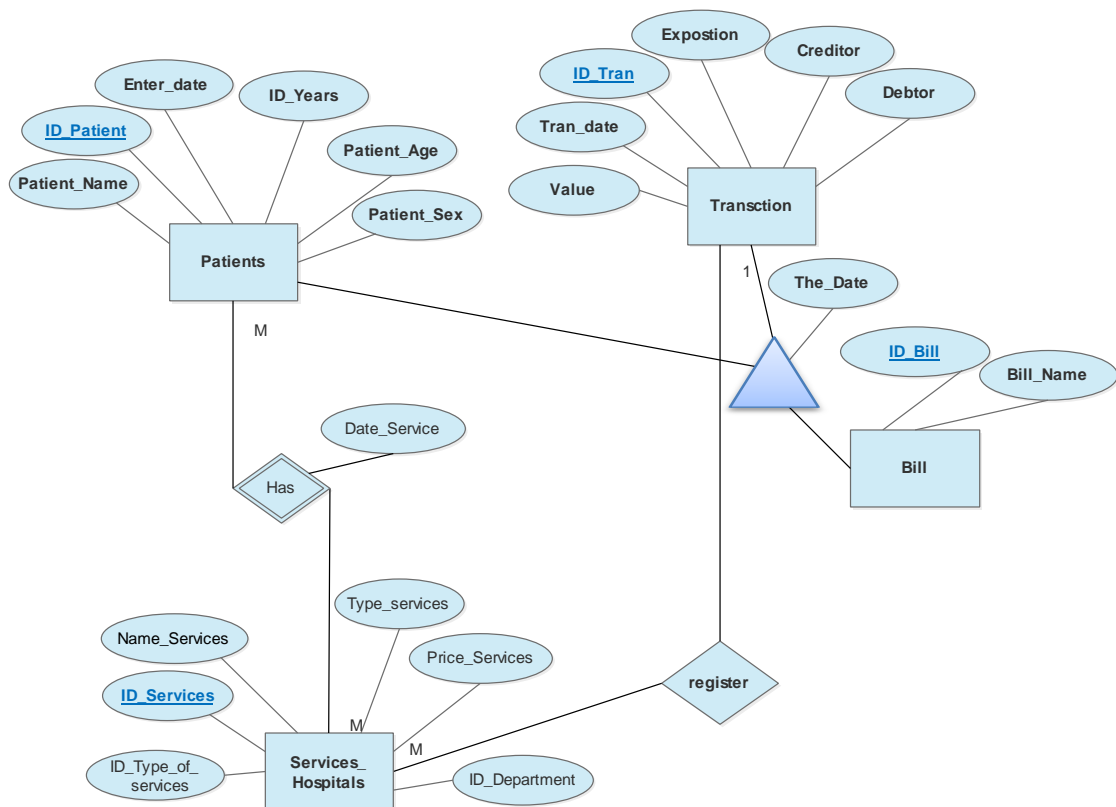 Expostion
Creditor
Enter_date
ID_Tran
ID_Years
Debtor
ID_Patient
Tran_date
Patient_Age
Patient_Name
Value
Transction
Patient_Sex
Patients
1
The_Date
M
ID_Bill
Bill_Name
Date_Service
Bill
Has
Type_services
Name_Services
Price_Services
register
ID_Services
M
M
ID_Type_of_
services
Services_
Hospitals
ID_Department